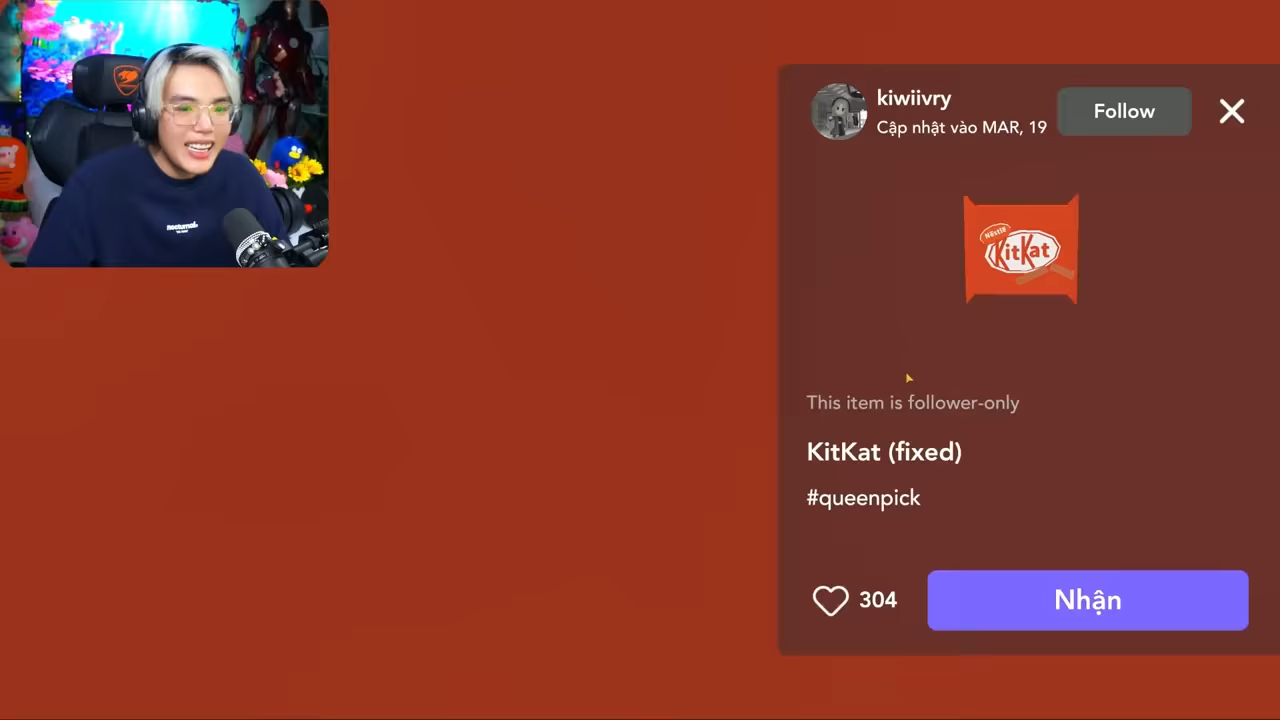 kiwiivry
Cập nhật vào MAR, 19
Follow
Nestlé
KitKat
This item is follower-only
KitKat (fixed)
#queenpick
304
Nhận